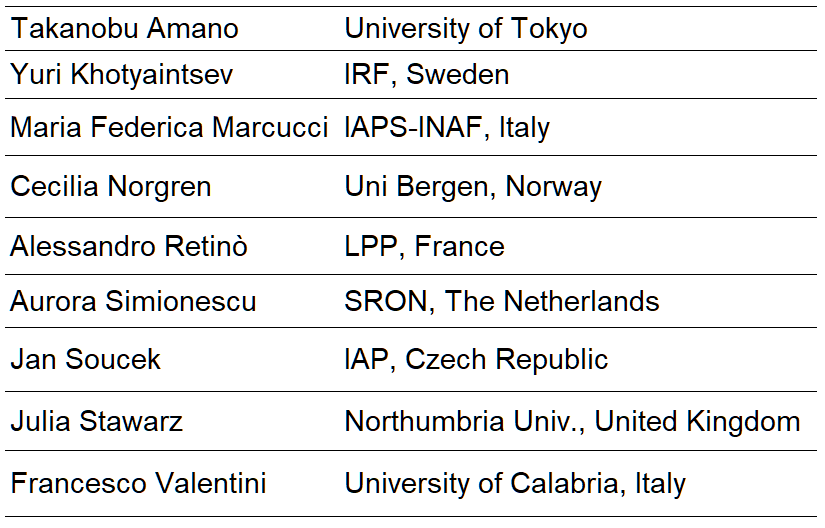 Takanobu Amano University of Tokyo
Yuri Khotyaintsev IRF, Sweden
Maria Federica Marcucci IAPS-INAF, Italy
Cecilia Norgren Uni Bergen, Norway
Alessandro Retinò LPP, France
Aurora Simionescu SRON, The Netherlands
Jan Soucek IAP, Czech Republic
Julia Stawarz Northumbria Univ., United Kingdom
Francesco Valentini University of Calabria, Italy